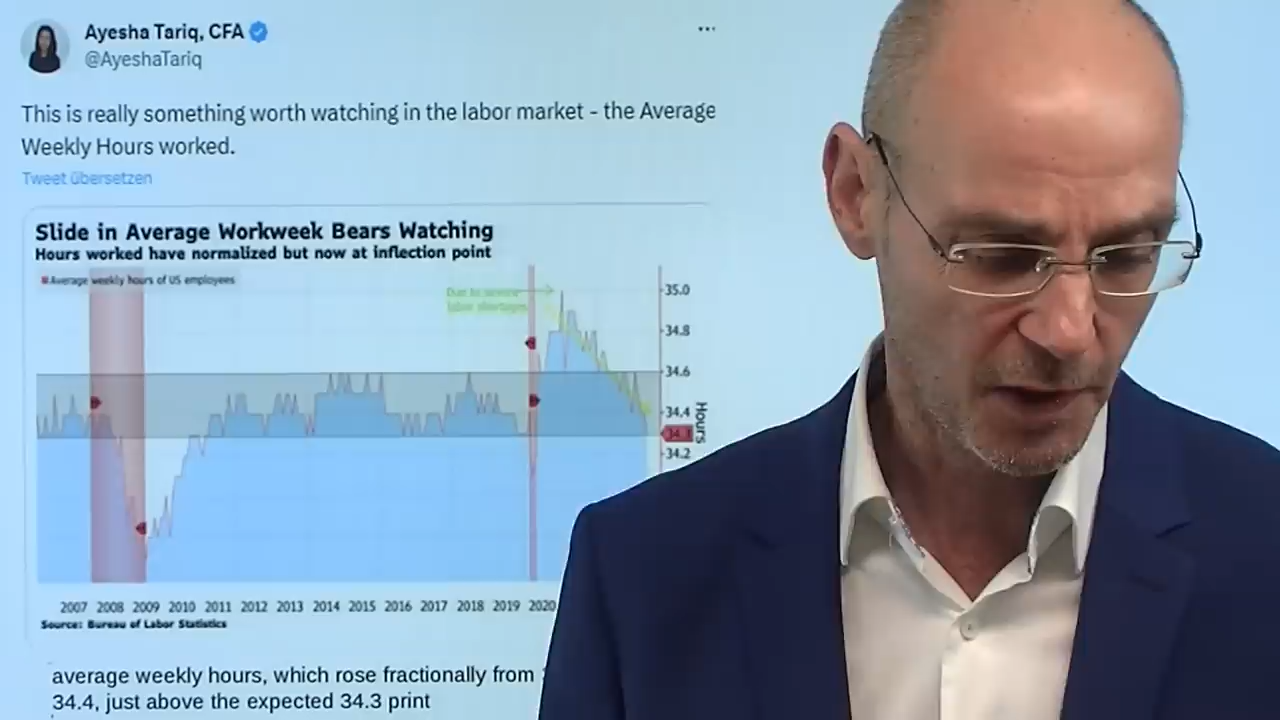 Ayesha Tariq, CFA
@AyeshaTariq
...
This is really something worth watching in the labor market - the Average
Weekly Hours worked.
Tweet übersetzen
Slide in Average Workweek Bears Watching
Hours worked have normalized but now at inflection point
Average weekly hours of US employees
Due to severe
labor shortages
35.0
34.8
34.6
34.4
34.3
34.2
Hours
2007 2008 2009 2010 2011 2012 2013 2014 2015 2016 2017 2018 2019 2020
Source: Bureau of Labor Statistics
average weekly hours, which rose fractionally from
34.4, just above the expected 34.3 print